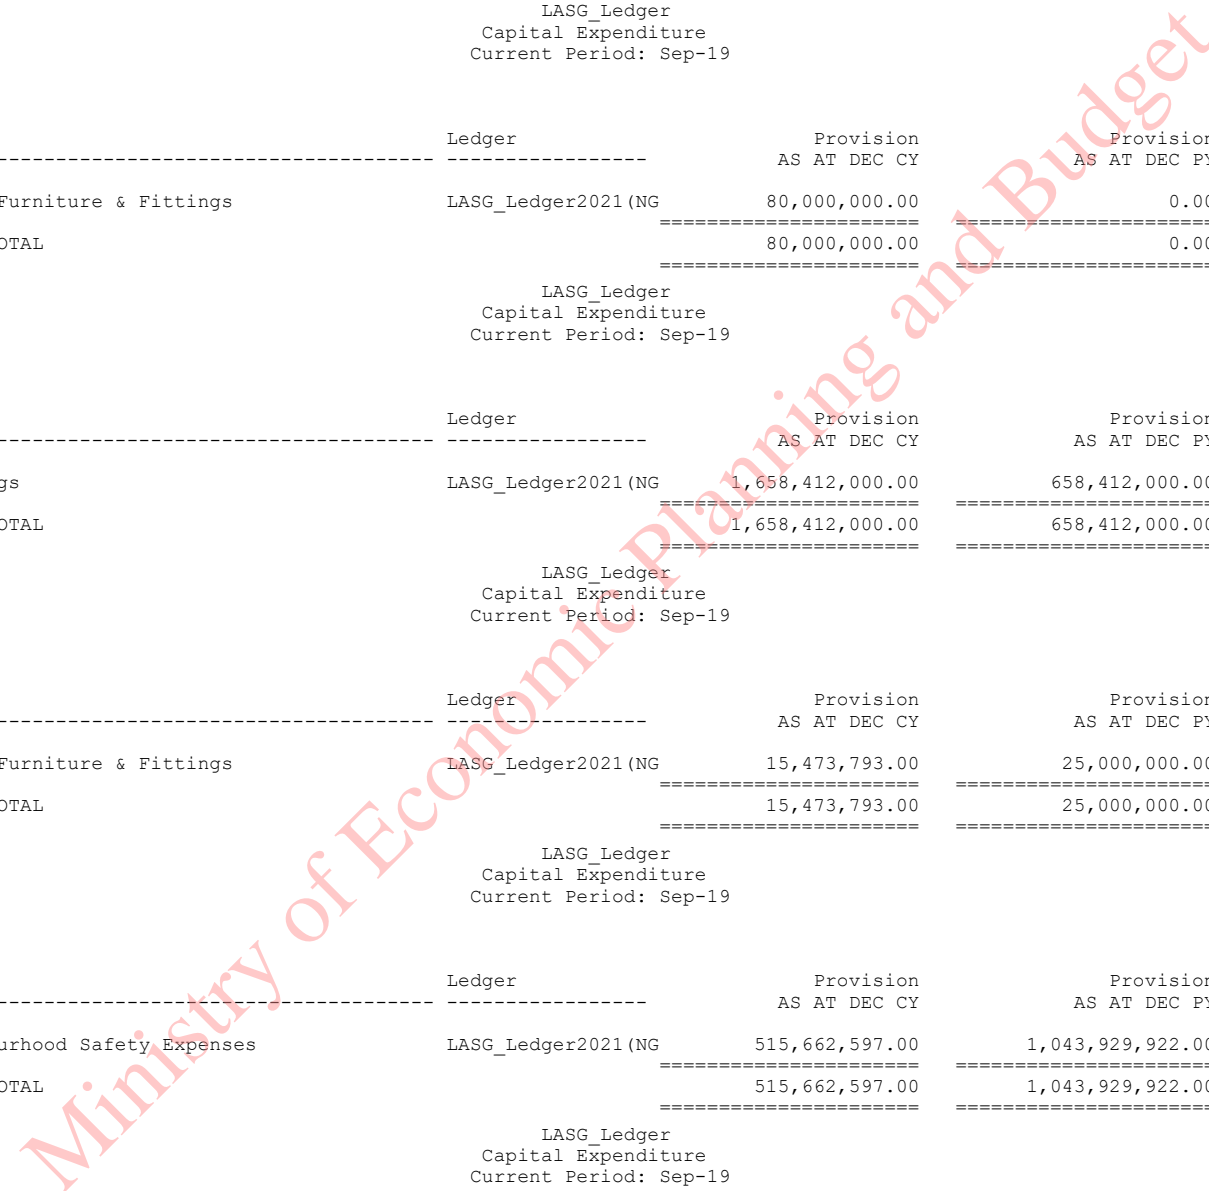 LASG_Ledger
Capital Expenditure
Current Period: Sep-19
Ledger Provision Provision
------------------------------------- ----------------- AS AT DEC CY AS AT DEC PY
Furniture & Fittings LASG_Ledger2021(NG 80,000,000.00 0.00
====================== ======================
OTAL 80,000,000.00 0.00
====================== ======================
LASG_Ledger
Capital Expenditure
Current Period: Sep-19
Ledger Provision Provision
------------------------------------- ----------------- AS AT DEC CY AS AT DEC PY
gs LASG_Ledger2021(NG 1,658,412,000.00 658,412,000.00
====================== ======================
OTAL 1,658,412,000.00 658,412,000.00
====================== ======================
LASG_Ledger
Capital Expenditure
Current Period: Sep-19
Ledger Provision Provision
------------------------------------- ----------------- AS AT DEC CY AS AT DEC PY
Furniture & Fittings LASG_Ledger2021(NG 15,473,793.00 25,000,000.00
====================== ======================
OTAL 15,473,793.00 25,000,000.00
====================== ======================
LASG_Ledger
Capital Expenditure
Current Period: Sep-19
Ledger Provision Provision
------------------------------------- ----------------- AS AT DEC CY AS AT DEC PY
urhood Safety Expenses LASG_Ledger2021(NG 515,662,597.00 1,043,929,922.00
====================== ======================
OTAL 515,662,597.00 1,043,929,922.00
====================== ======================
LASG_Ledger
Capital Expenditure
Current Period: Sep-19
Ministry of Economic Planning and Budget